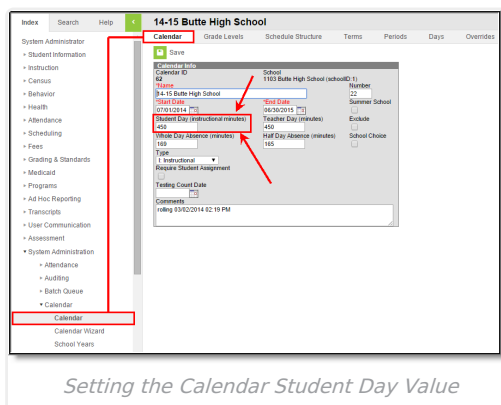 Index Search Help
14-15 Butte High School
Calendar Grade Levels Schedule Structure Terms Periods Days Overrides
System Administrator
Student Information
Instruction
Census
Behavior
Health
Attendance
Scheduling
Fees
Grading & Standards
Medicaid
Programs
Ad Hoc Reporting
Transcripts
User Communication
Assessment
System Administration
Attendance
Auditing
Batch Queue
Calendar
Calendar
Calendar Wizard
School Years
Save
Calendar Info
Calendar ID School
62 1103 Butte High School (schoolID:1)
*Name Number
14-15 Butte High School 22
*Start Date *End Date Summer School
07/01/2014 06/30/2015
Student Day (instructional minutes) Teacher Day (minutes) Exclude
450 450
Whole Day Absence (minutes) Half Day Absence (minutes) School Choice
169 165
Type
I: Instructional
Require Student Assignment
Testing Count Date
Comments
rolling 03/02/2014 02:19 PM
Setting the Calendar Student Day Value